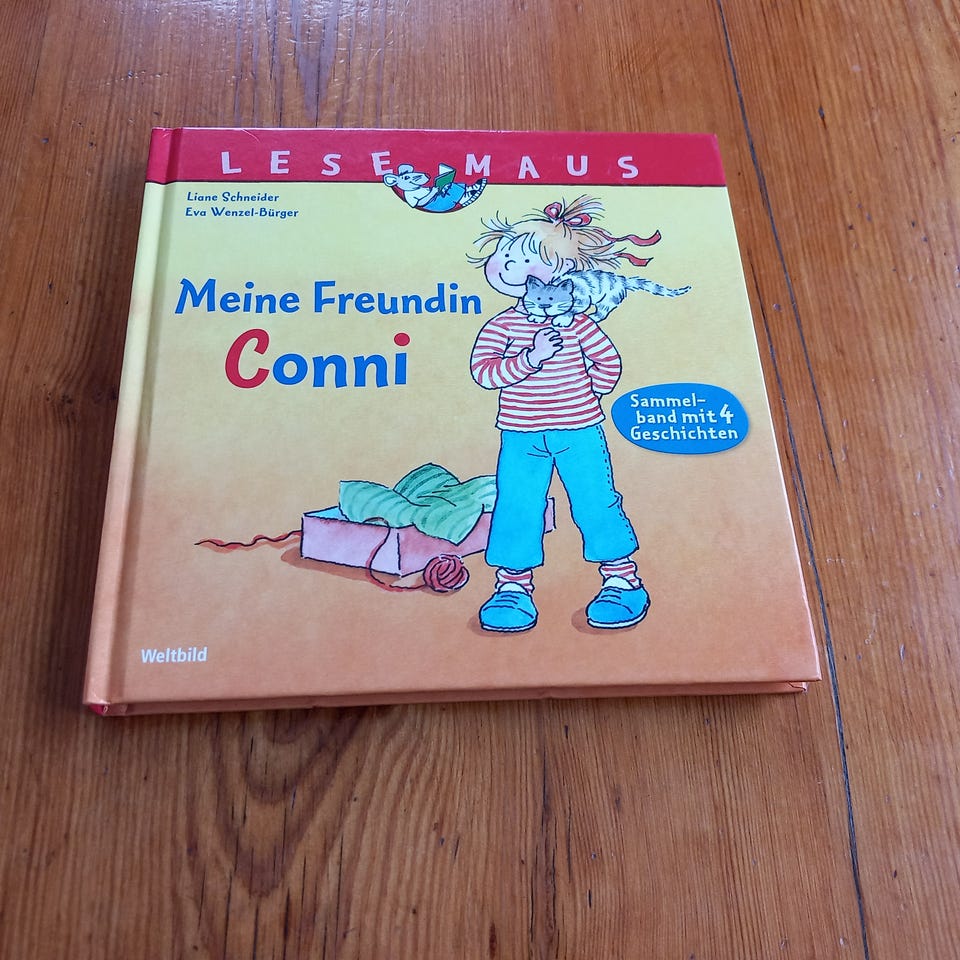 LESEMAUS
Liane Schneider
Eva Wenzel-Bürger
Meine Freundin
Conni
Sammel-
band mit 4
Geschichten
Weltbild